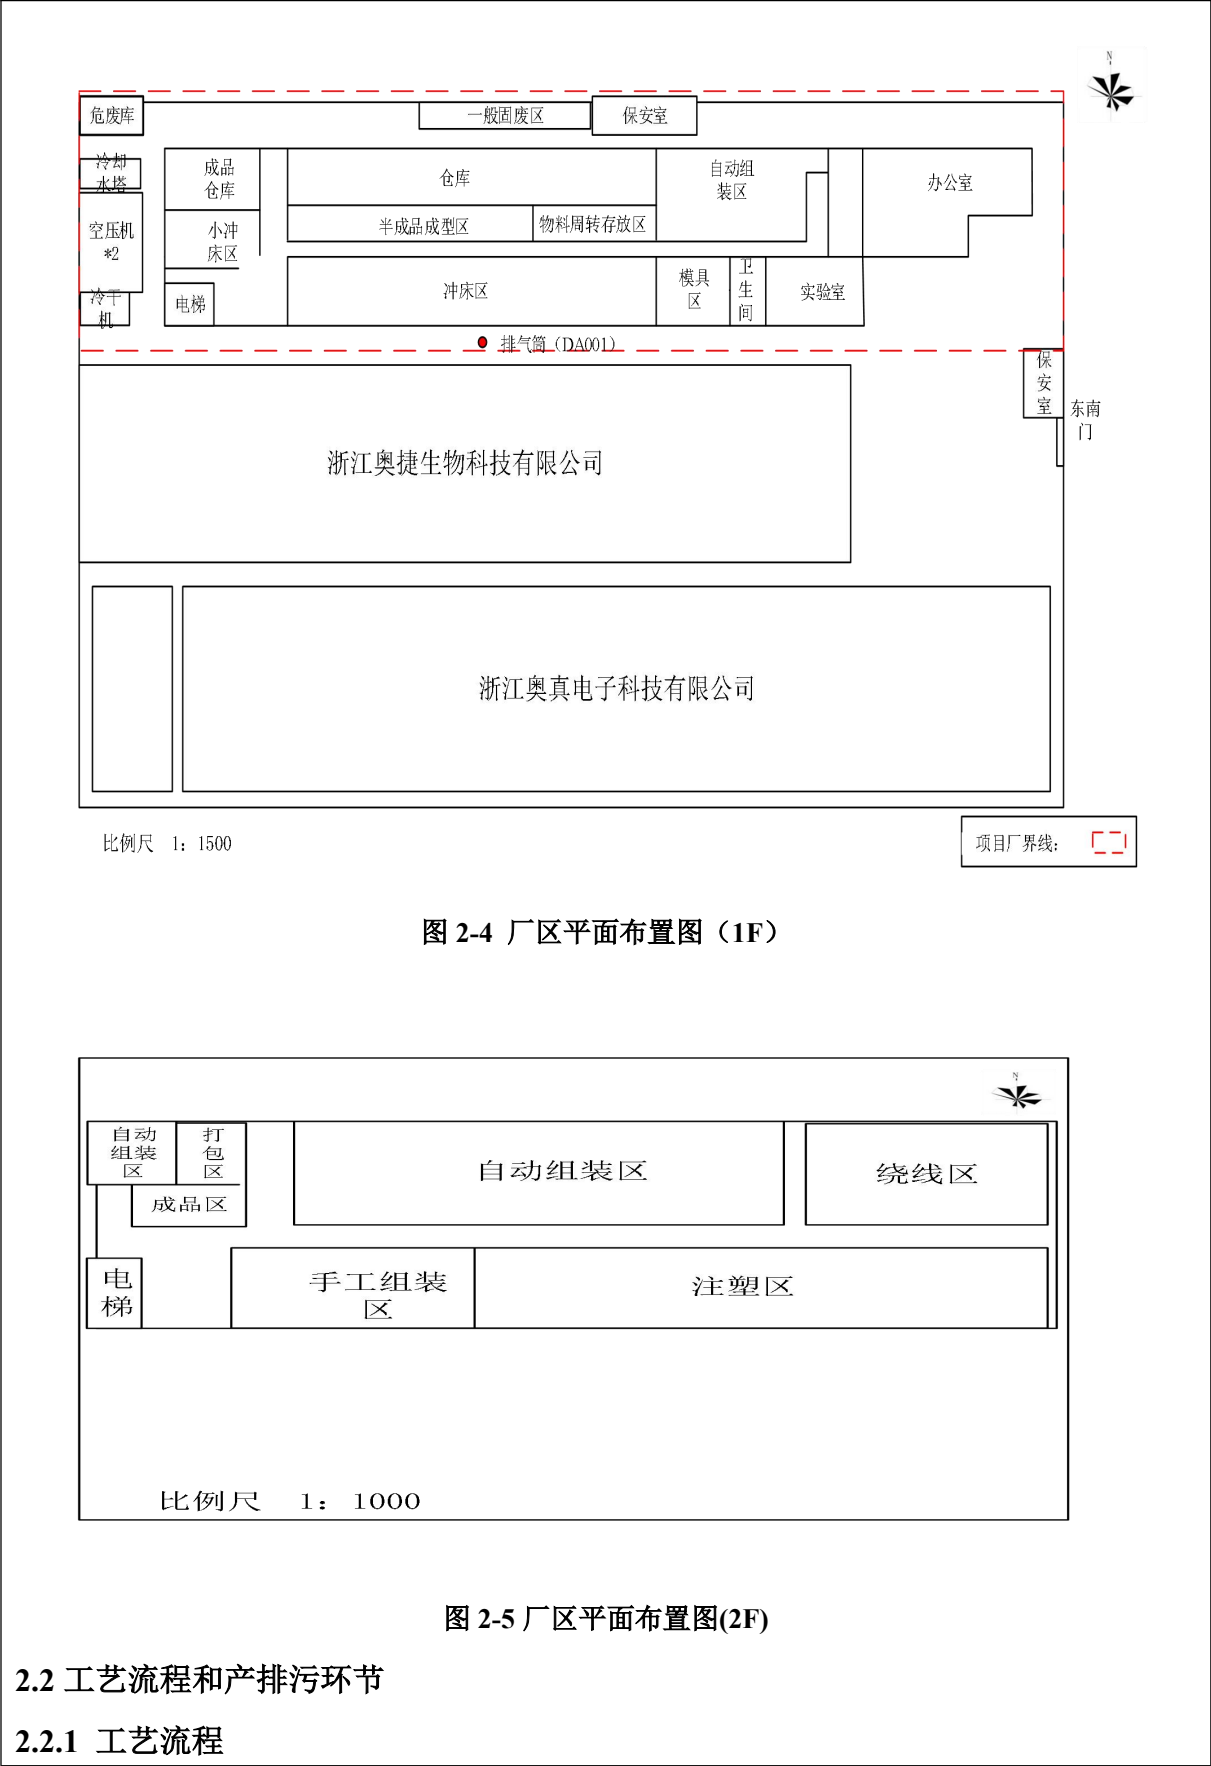 N
危废库
一般固废区
保安室
冷却
水塔
成品
仓库
仓库
自动组
装区
办公室
空压机
*2
小冲
床区
半成品成型区
物料周转存放区
冷干
机
电梯
冲床区
模具
区
卫
生
间
实验室
排气筒（DA001）
保
安
室
东南
门
浙江奥捷生物科技有限公司
浙江奥真电子科技有限公司
比例尺 1：1500
项目厂界线：
图 2-4 厂区平面布置图（1F）
N
自动
组装
区
打
包
区
成品区
自动组装区
绕线区
电
梯
手工组装
区
注塑区
比例尺 1：1000
图 2-5 厂区平面布置图(2F)
2.2 工艺流程和产排污环节
2.2.1 工艺流程